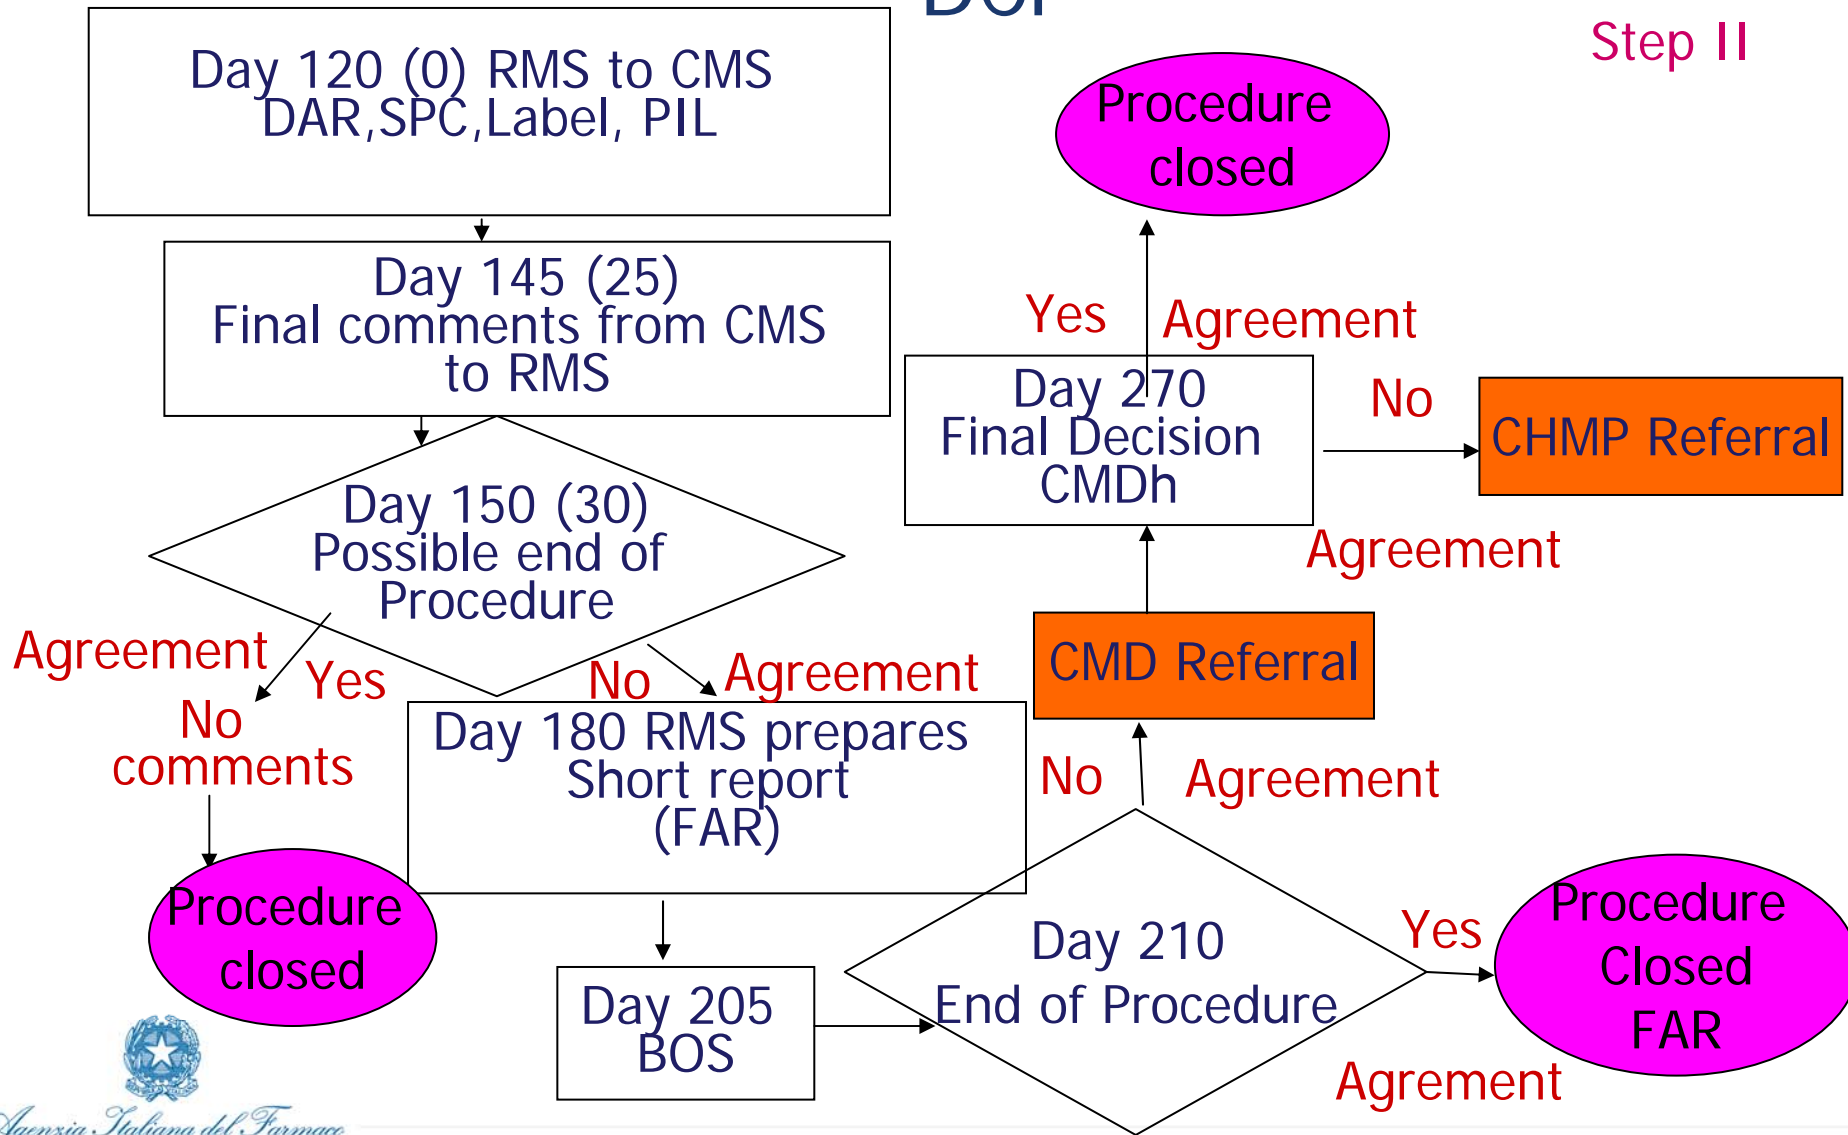 Step II
Day 120 (0) RMS to CMS
DAR,SPC,Label, PIL
Day 145 (25)
Final comments from CMS
to RMS
Day 150 (30)
Possible end of
Procedure
Agreement
Yes
No
comments
Procedure
closed
No
Agreement
Day 180 RMS prepares
Short report
(FAR)
Day 205
BOS
Day 210
End of Procedure
Yes
Agrement
Procedure
Closed
FAR
No
Agreement
CMD Referral
Day 270
Final Decision
CMDh
No
Agreement
CHMP Referral
Yes
Agreement
Procedure
closed
Agenzia Italiana del Farmaco